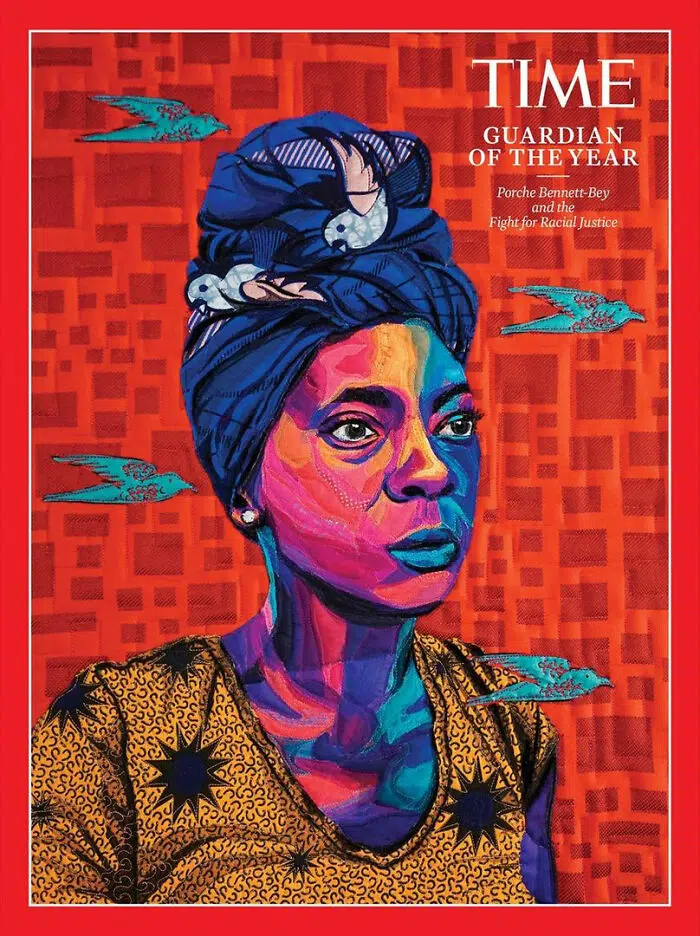 TIME
GUARDIAN
OF THE YEAR
Porche Bennett-Bey
and the
Fight for Racial Justice